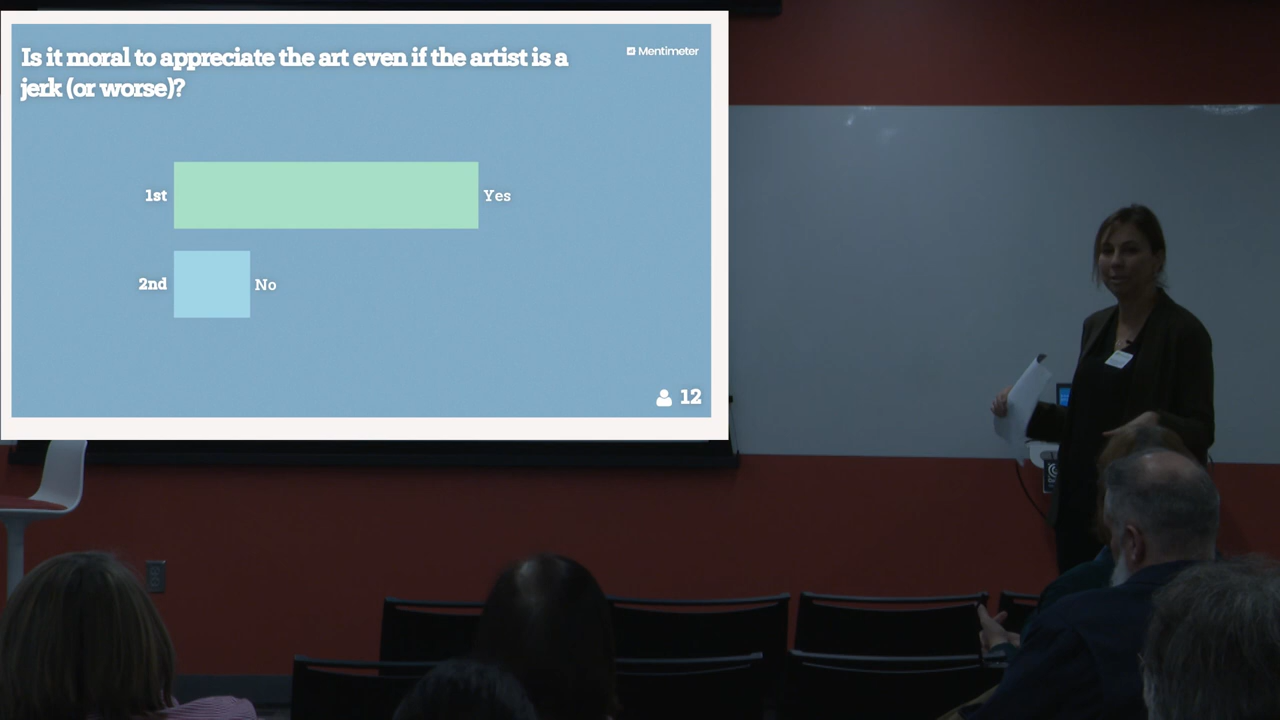 Is it moral to appreciate the art even if the artist is a
jerk (or worse)?
Mentimeter
1st Yes
2nd No
12